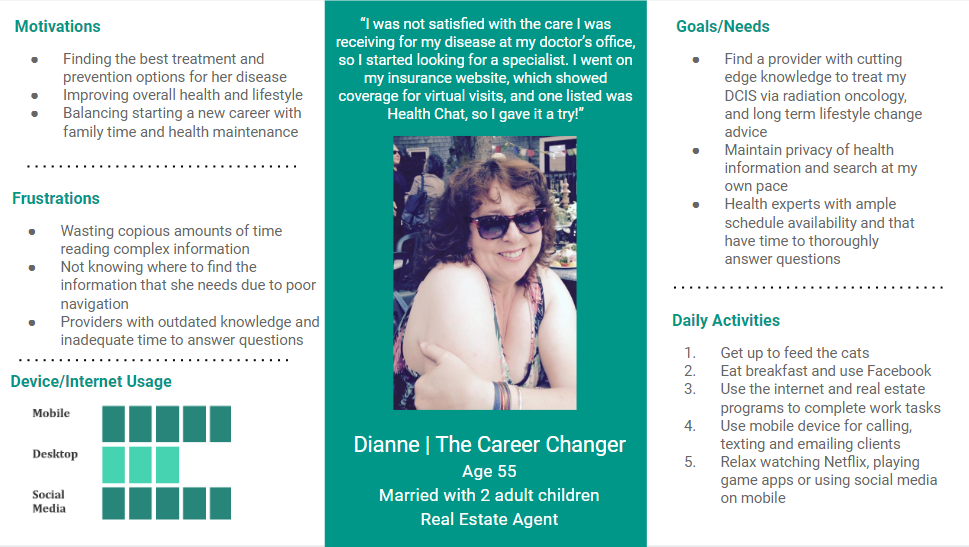 Motivations
● Finding the best treatment and
prevention options for her disease
● Improving overall health and lifestyle
● Balancing starting a new career with
family time and health maintenance
Frustrations
● Wasting copious amounts of time
reading complex information
● Not knowing where to find the
information that she needs due to poor
navigation
● Providers with outdated knowledge and
inadequate time to answer questions
Device/Internet Usage
Mobile
Desktop
Social
Media
“I was not satisfied with the care I was
receiving for my disease at my doctor’s office,
so I started looking for a specialist. I went on
my insurance website, which showed
coverage for virtual visits, and one listed was
Health Chat, so I gave it a try!”
Dianne | The Career Changer
Age 55
Married with 2 adult children
Real Estate Agent
Goals/Needs
● Find a provider with cutting
edge knowledge to treat my
DCIS via radiation oncology,
and long term lifestyle change
advice
● Maintain privacy of health
information and search at my
own pace
● Health experts with ample
schedule availability and that
have time to thoroughly
answer questions
Daily Activities
1. Get up to feed the cats
2. Eat breakfast and use Facebook
3. Use the internet and real estate
programs to complete work tasks
4. Use mobile device for calling,
texting and emailing clients
5. Relax watching Netflix, playing
game apps or using social media
on mobile